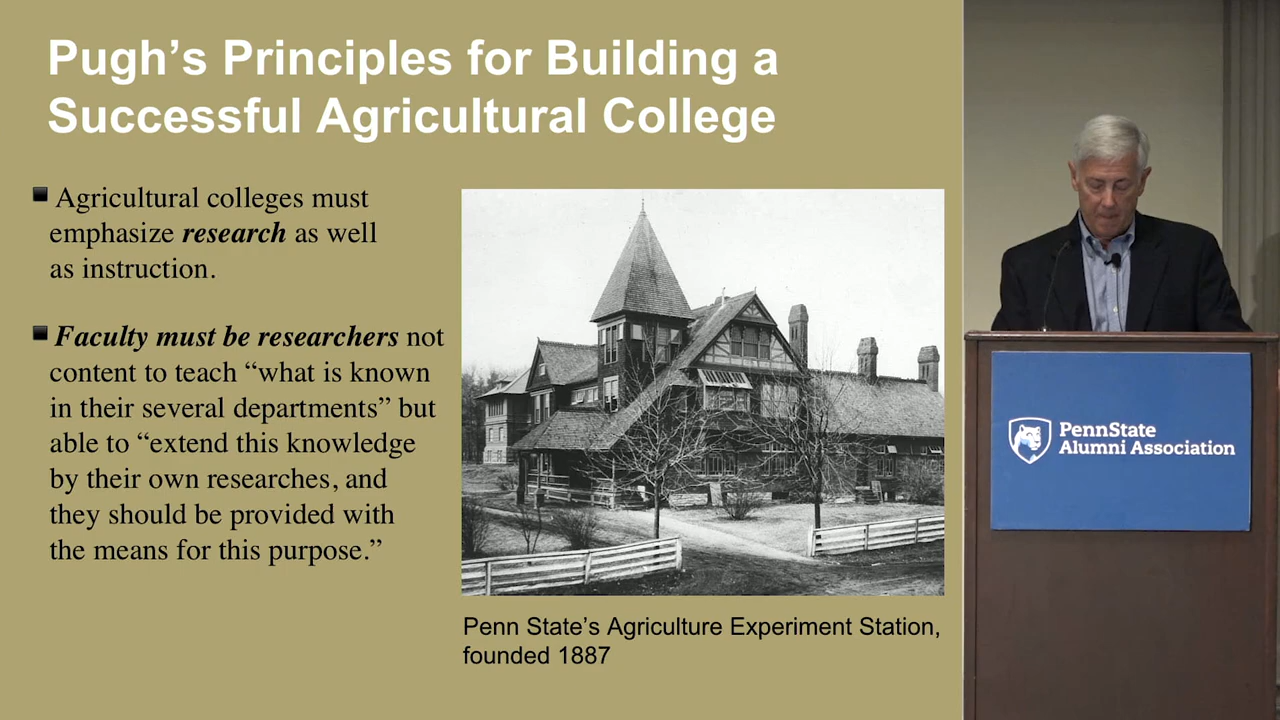 Pugh’s Principles for Building a
Successful Agricultural College
Agricultural colleges must
emphasize research as well
as instruction.
Faculty must be researchers not
content to teach “what is known
in their several departments” but
able to “extend this knowledge
by their own researches, and
they should be provided with
the means for this purpose.”
Penn State’s Agriculture Experiment Station,
founded 1887
PennState
Alumni Association